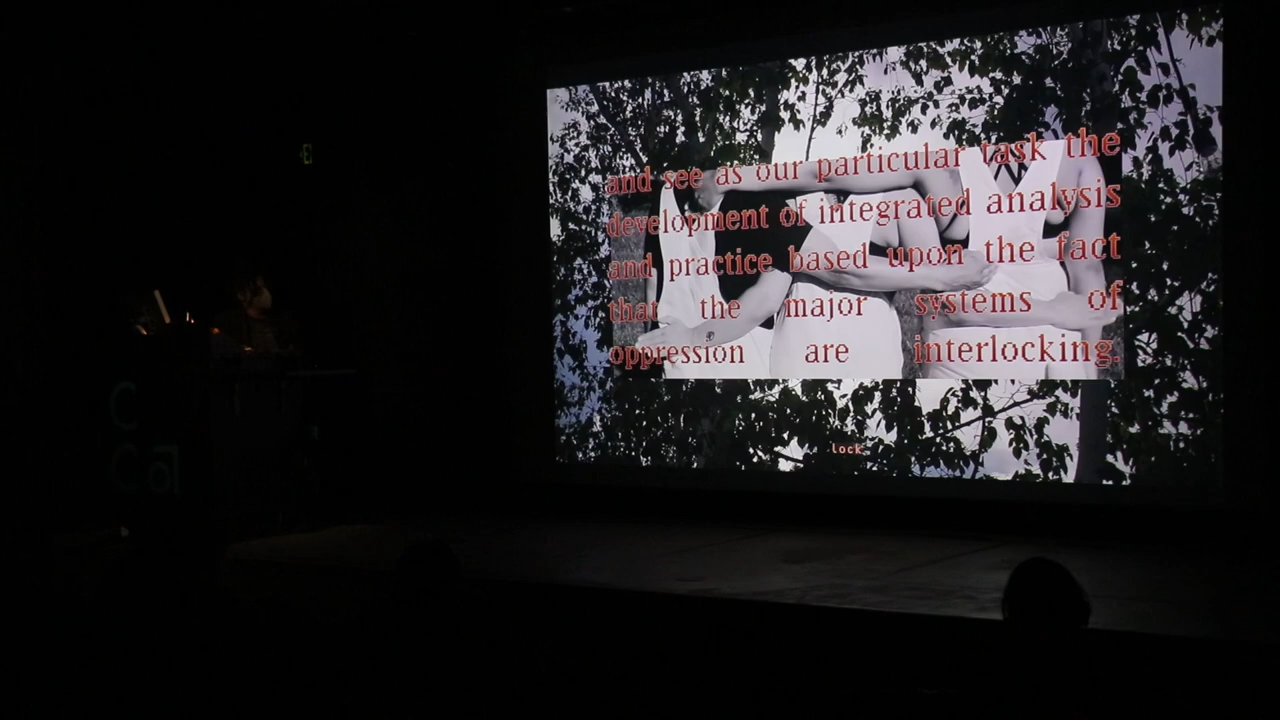 and see as our particular task the
development of integrated analysis
and practice based upon the fact
that the major systems of
oppression are interlocking.
lock
C
Ca